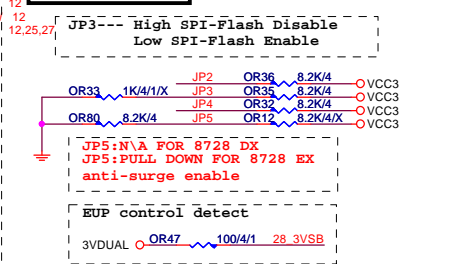 12
12
12,25,27
JP3--- High SPI-Flash Disable
Low SPI-Flash Enable
JP2 OR36 8.2K/4 VCC3
OR33 1K/4/1/X JP3 OR35 8.2K/4 VCC3
JP4 OR32 8.2K/4 VCC3
OR80 8.2K/4 JP5 OR12 8.2K/4/X VCC3
JP5:N\A FOR 8728 DX
JP5:PULL DOWN FOR 8728 EX
anti-surge enable
EUP control detect
3VDUAL OR47 100/4/1 28_3VSB